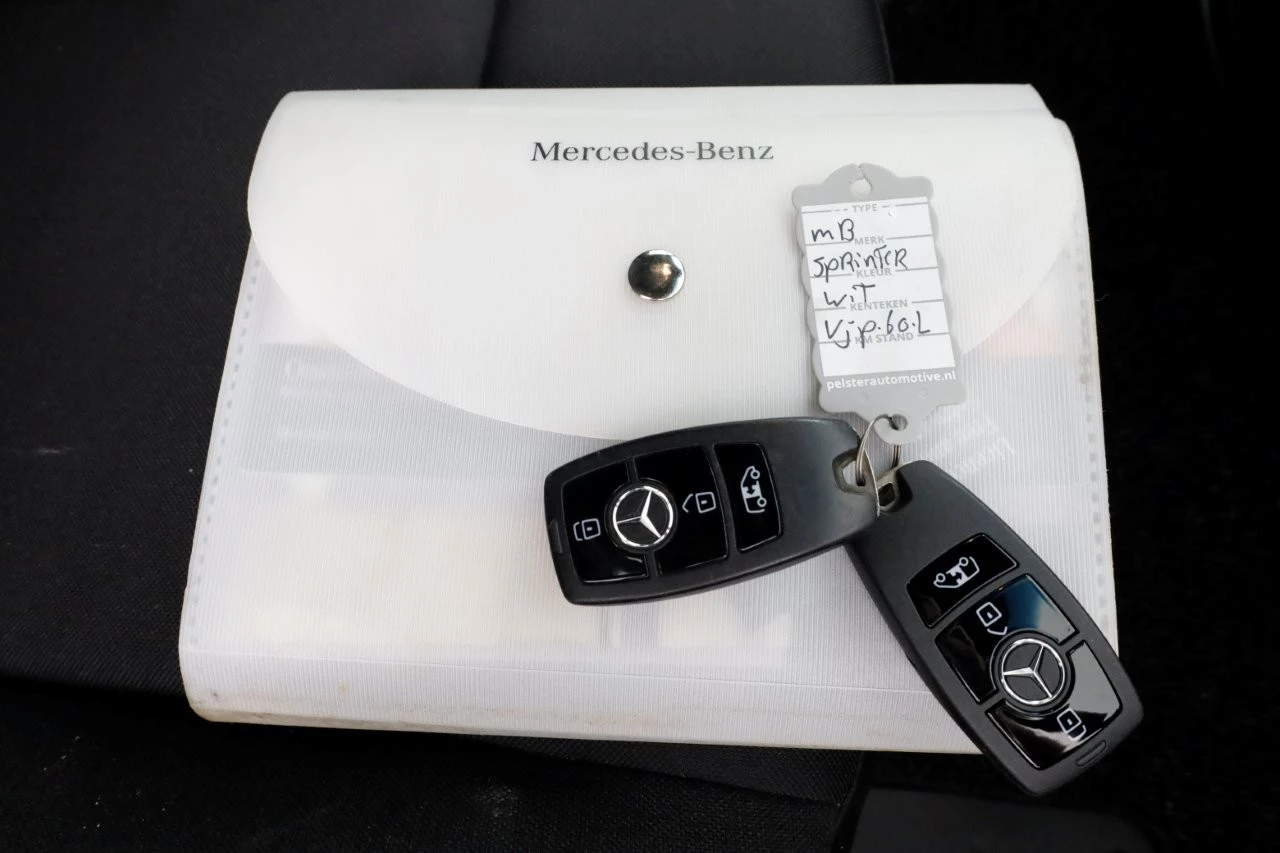 Mercedes-Benz
TYPE
mB
MERK
SPRINTER
KLEUR
WiT
KENTEKEN
Vjp.60.L
KM STAND
pelsterautomotive.nl